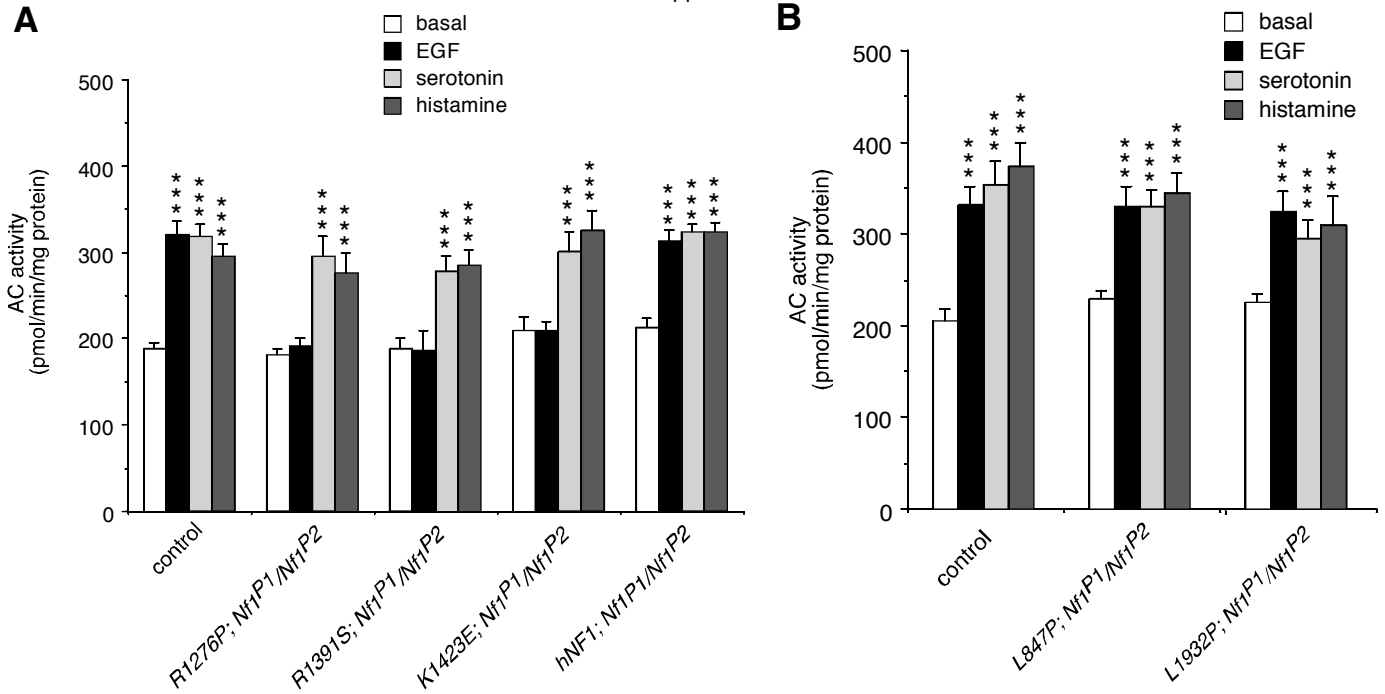 A
basal
EGF
serotonin
histamine
500
400
300
200
100
0
AC activity
(pmol/min/mg protein)
***
***
***
***
***
***
***
***
***
***
***
***
control
R1276P; Nf1P1/Nf1P2
R1391S; Nf1P1/Nf1P2
K1423E; Nf1P1/Nf1P2
hNF1; Nf1P1/Nf1P2
B
basal
EGF
serotonin
histamine
500
400
300
200
100
0
AC activity
(pmol/min/mg protein)
***
***
***
***
***
***
***
***
***
control
L847P; Nf1P1/Nf1P2
L1932P; Nf1P1/Nf1P2